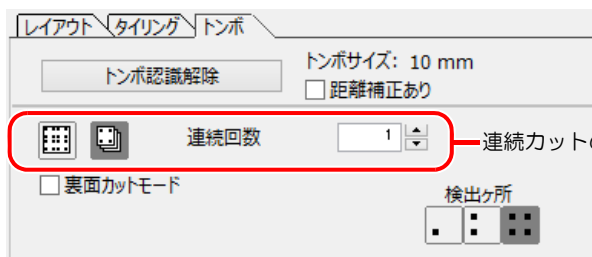 レイアウト タイリング トンボ
トンボ認識解除
トンボサイズ: 10 mm
距離補正あり
連続回数 1
連続カットの
裏面カットモード
検出ヶ所